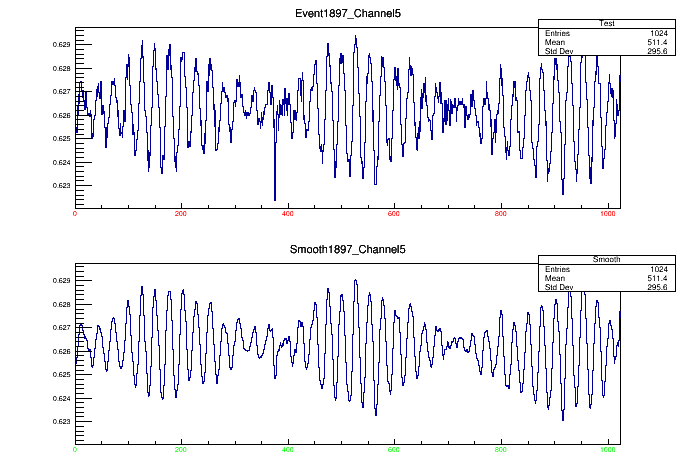 Event1897_Channel5
Test
Entries 1024
Mean 511.4
Std Dev 295.6
0.629
0.628
0.627
0.626
0.625
0.624
0.623
0 200 400 600 800 1000
Smooth1897_Channel5
Smooth
Entries 1024
Mean 511.4
Std Dev 295.6
0.629
0.628
0.627
0.626
0.625
0.624
0.623
0 200 400 600 800 1000